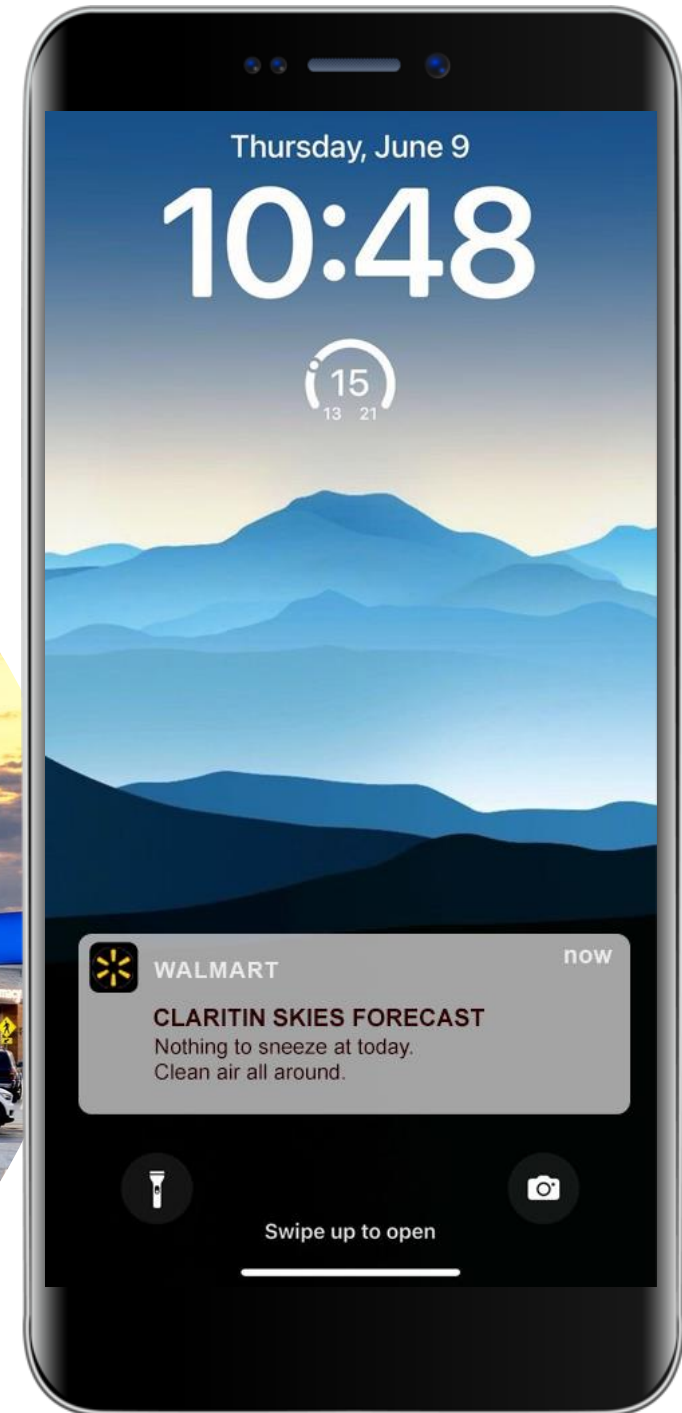 Thursday, June 9
10:48
15
13 21
WALMART
now
CLARITIN SKIES FORECAST
Nothing to sneeze at today.
Clean air all around.
Swipe up to open